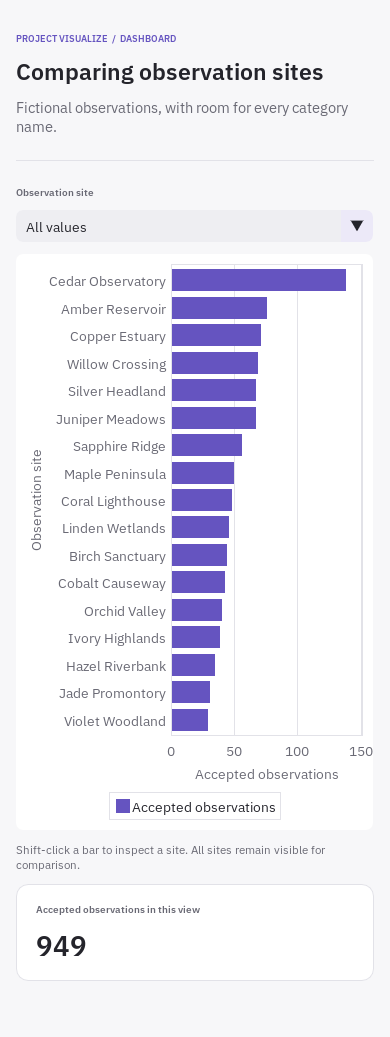 PROJECT VISUALIZE / DASHBOARD
Comparing observation sites
Fictional observations, with room for every category
name.
Observation site
All values
Cedar Observatory
Amber Reservoir
Copper Estuary
Willow Crossing
Silver Headland
Juniper Meadows
Sapphire Ridge
Maple Peninsula
Coral Lighthouse
Linden Wetlands
Birch Sanctuary
Cobalt Causeway
Orchid Valley
Ivory Highlands
Hazel Riverbank
Jade Promontory
Violet Woodland
Observation site
0 50 100 150
Accepted observations
Accepted observations
Shift-click a bar to inspect a site. All sites remain visible for
comparison.
Accepted observations in this view
949